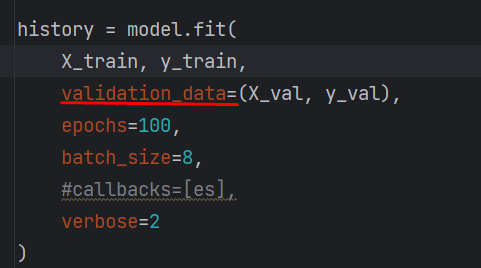 history = model.fit(
    X_train, y_train,
    validation_data=(X_val, y_val),
    epochs=100,
    batch_size=8,
    #callbacks=[es],
    verbose=2
)